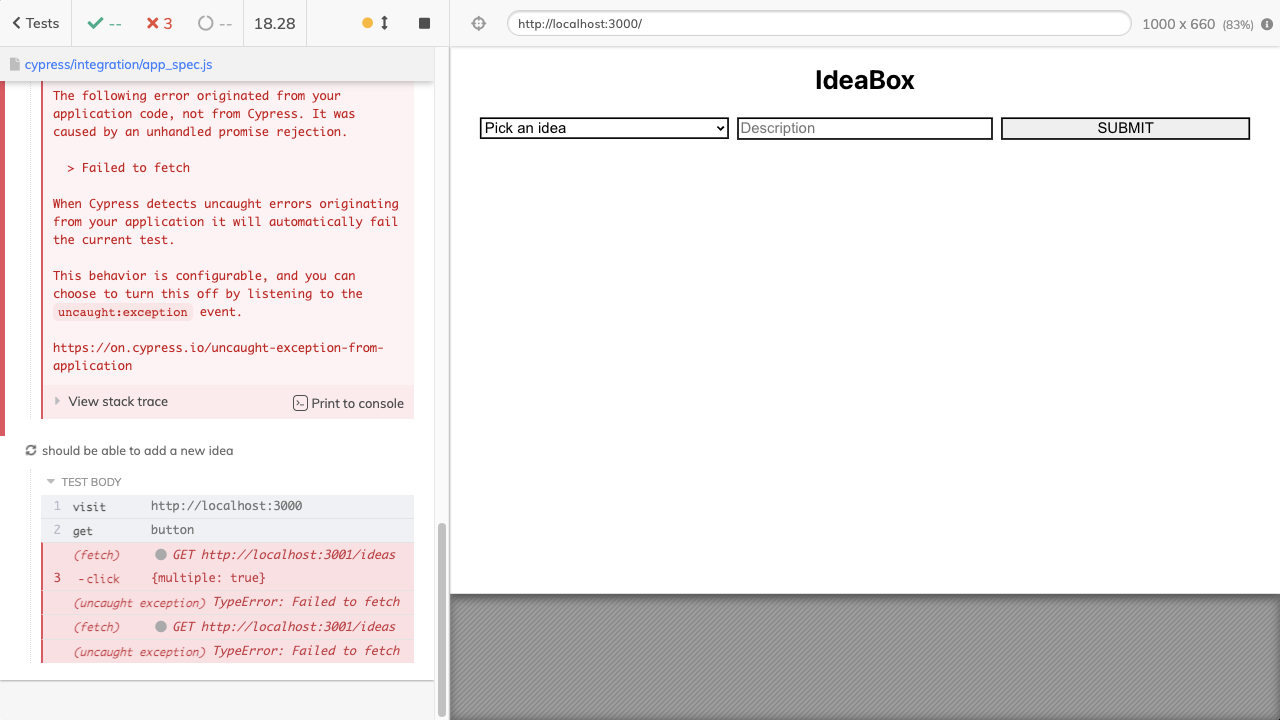 Tests
--
3
--
18.28
http://localhost:3000/
1000 x 660 (83%)
cypress/integration/app_spec.js
The following error originated from your
application code, not from Cypress. It was
caused by an unhandled promise rejection.
> Failed to fetch
When Cypress detects uncaught errors originating
from your application it will automatically fail
the current test.
This behavior is configurable, and you can
choose to turn this off by listening to the
uncaught:exception event.
https://on.cypress.io/uncaught-exception-from-
application
View stack trace
Print to console
should be able to add a new idea
TEST BODY
1 visit http://localhost:3000
2 get button
(fetch) GET http://localhost:3001/ideas
3 -click {multiple: true}
(uncaught exception) TypeError: Failed to fetch
(fetch) GET http://localhost:3001/ideas
(uncaught exception) TypeError: Failed to fetch
IdeaBox
Pick an idea
Description
SUBMIT